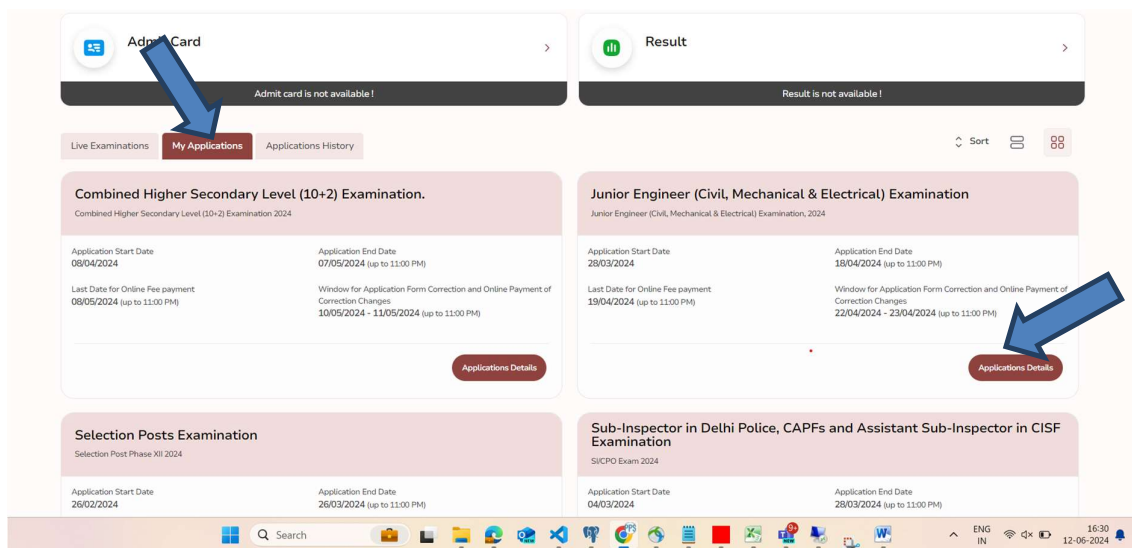 Admit Card
Result
Admit card is not available !
Result is not available !
Live Examinations
My Applications
Applications History
Sort
Combined Higher Secondary Level (10+2) Examination.
Combined Higher Secondary Level (10+2) Examination 2024
Application Start Date
08/04/2024
Application End Date
07/05/2024 (up to 11:00 PM)
Last Date for Online Fee payment
08/05/2024 (up to 11:00 PM)
Window for Application Form Correction and Online Payment of
Correction Changes
10/05/2024 - 11/05/2024 (up to 11:00 PM)
Applications Details
Junior Engineer (Civil, Mechanical & Electrical) Examination
Junior Engineer (Civil, Mechanical & Electrical) Examination, 2024
Application Start Date
28/03/2024
Application End Date
18/04/2024 (up to 11:00 PM)
Last Date for Online Fee payment
19/04/2024 (up to 11:00 PM)
Window for Application Form Correction and Online Payment of
Correction Changes
22/04/2024 - 23/04/2024 (up to 11:00 PM)
Applications Details
Selection Posts Examination
Selection Post Phase XII 2024
Application Start Date
26/02/2024
Application End Date
26/03/2024 (up to 11:00 PM)
Sub-Inspector in Delhi Police, CAPFs and Assistant Sub-Inspector in CISF
Examination
SI/CPO Exam 2024
Application Start Date
04/03/2024
Application End Date
28/03/2024 (up to 11:00 PM)
Search
ENG
IN
16:30
12-06-2024